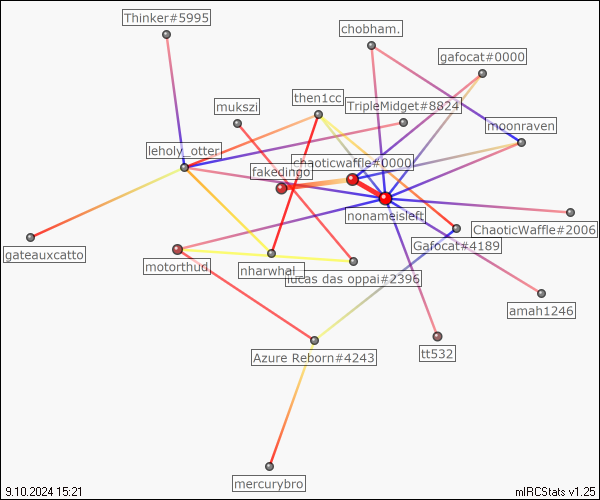 Thinker#5995
chobham.
gafocat#0000
mukszi
then1cc
TripleMidget#8824
moonraven
leholy_otter
chaoticwaffle#0000
fakedingo
nonameisleft
ChaoticWaffle#2006
Gafocat#4189
gateauxcatto
motorthud
nharwhal_
lucas das oppai#2396
amah1246
Azure Reborn#4243
tt532
mercurybro
9.10.2024 15:21
mIRCStats v1.25